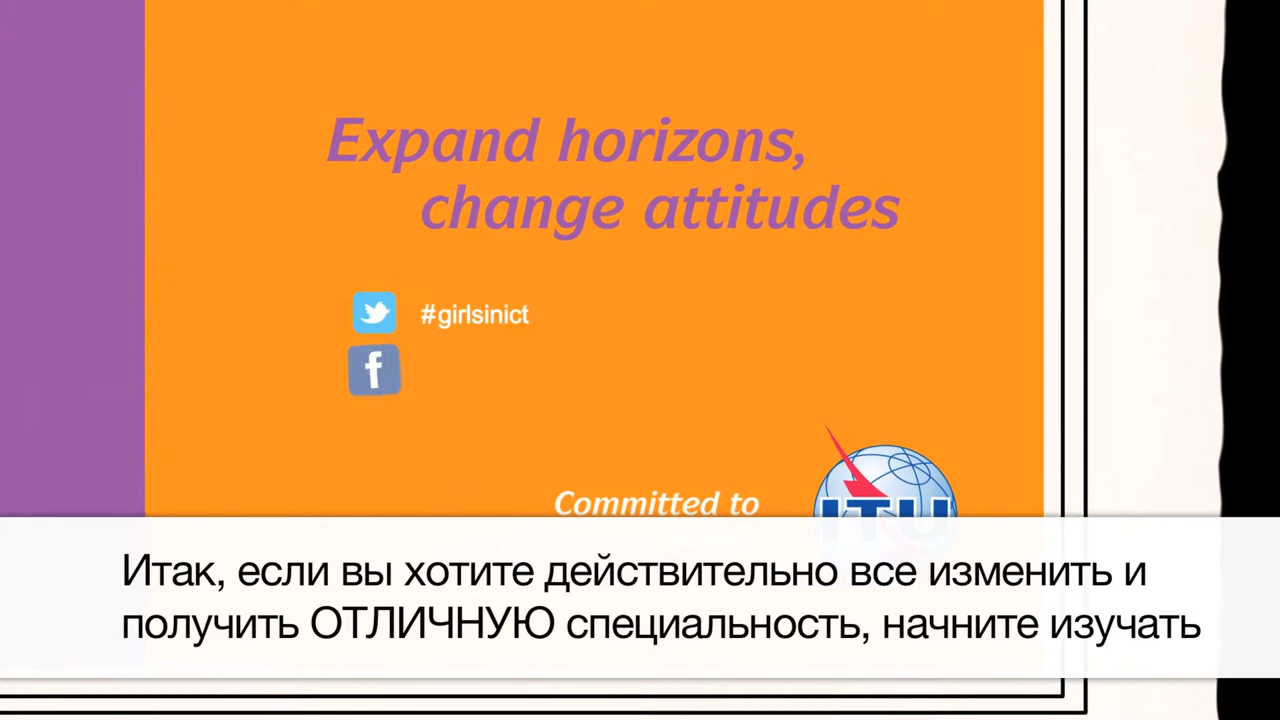 Expand horizons,
change attitudes
#girlsinict
f
Committed to
ITU
Итак, если вы хотите действительно все изменить и
получить ОТЛИЧНУЮ специальность, начните изучать